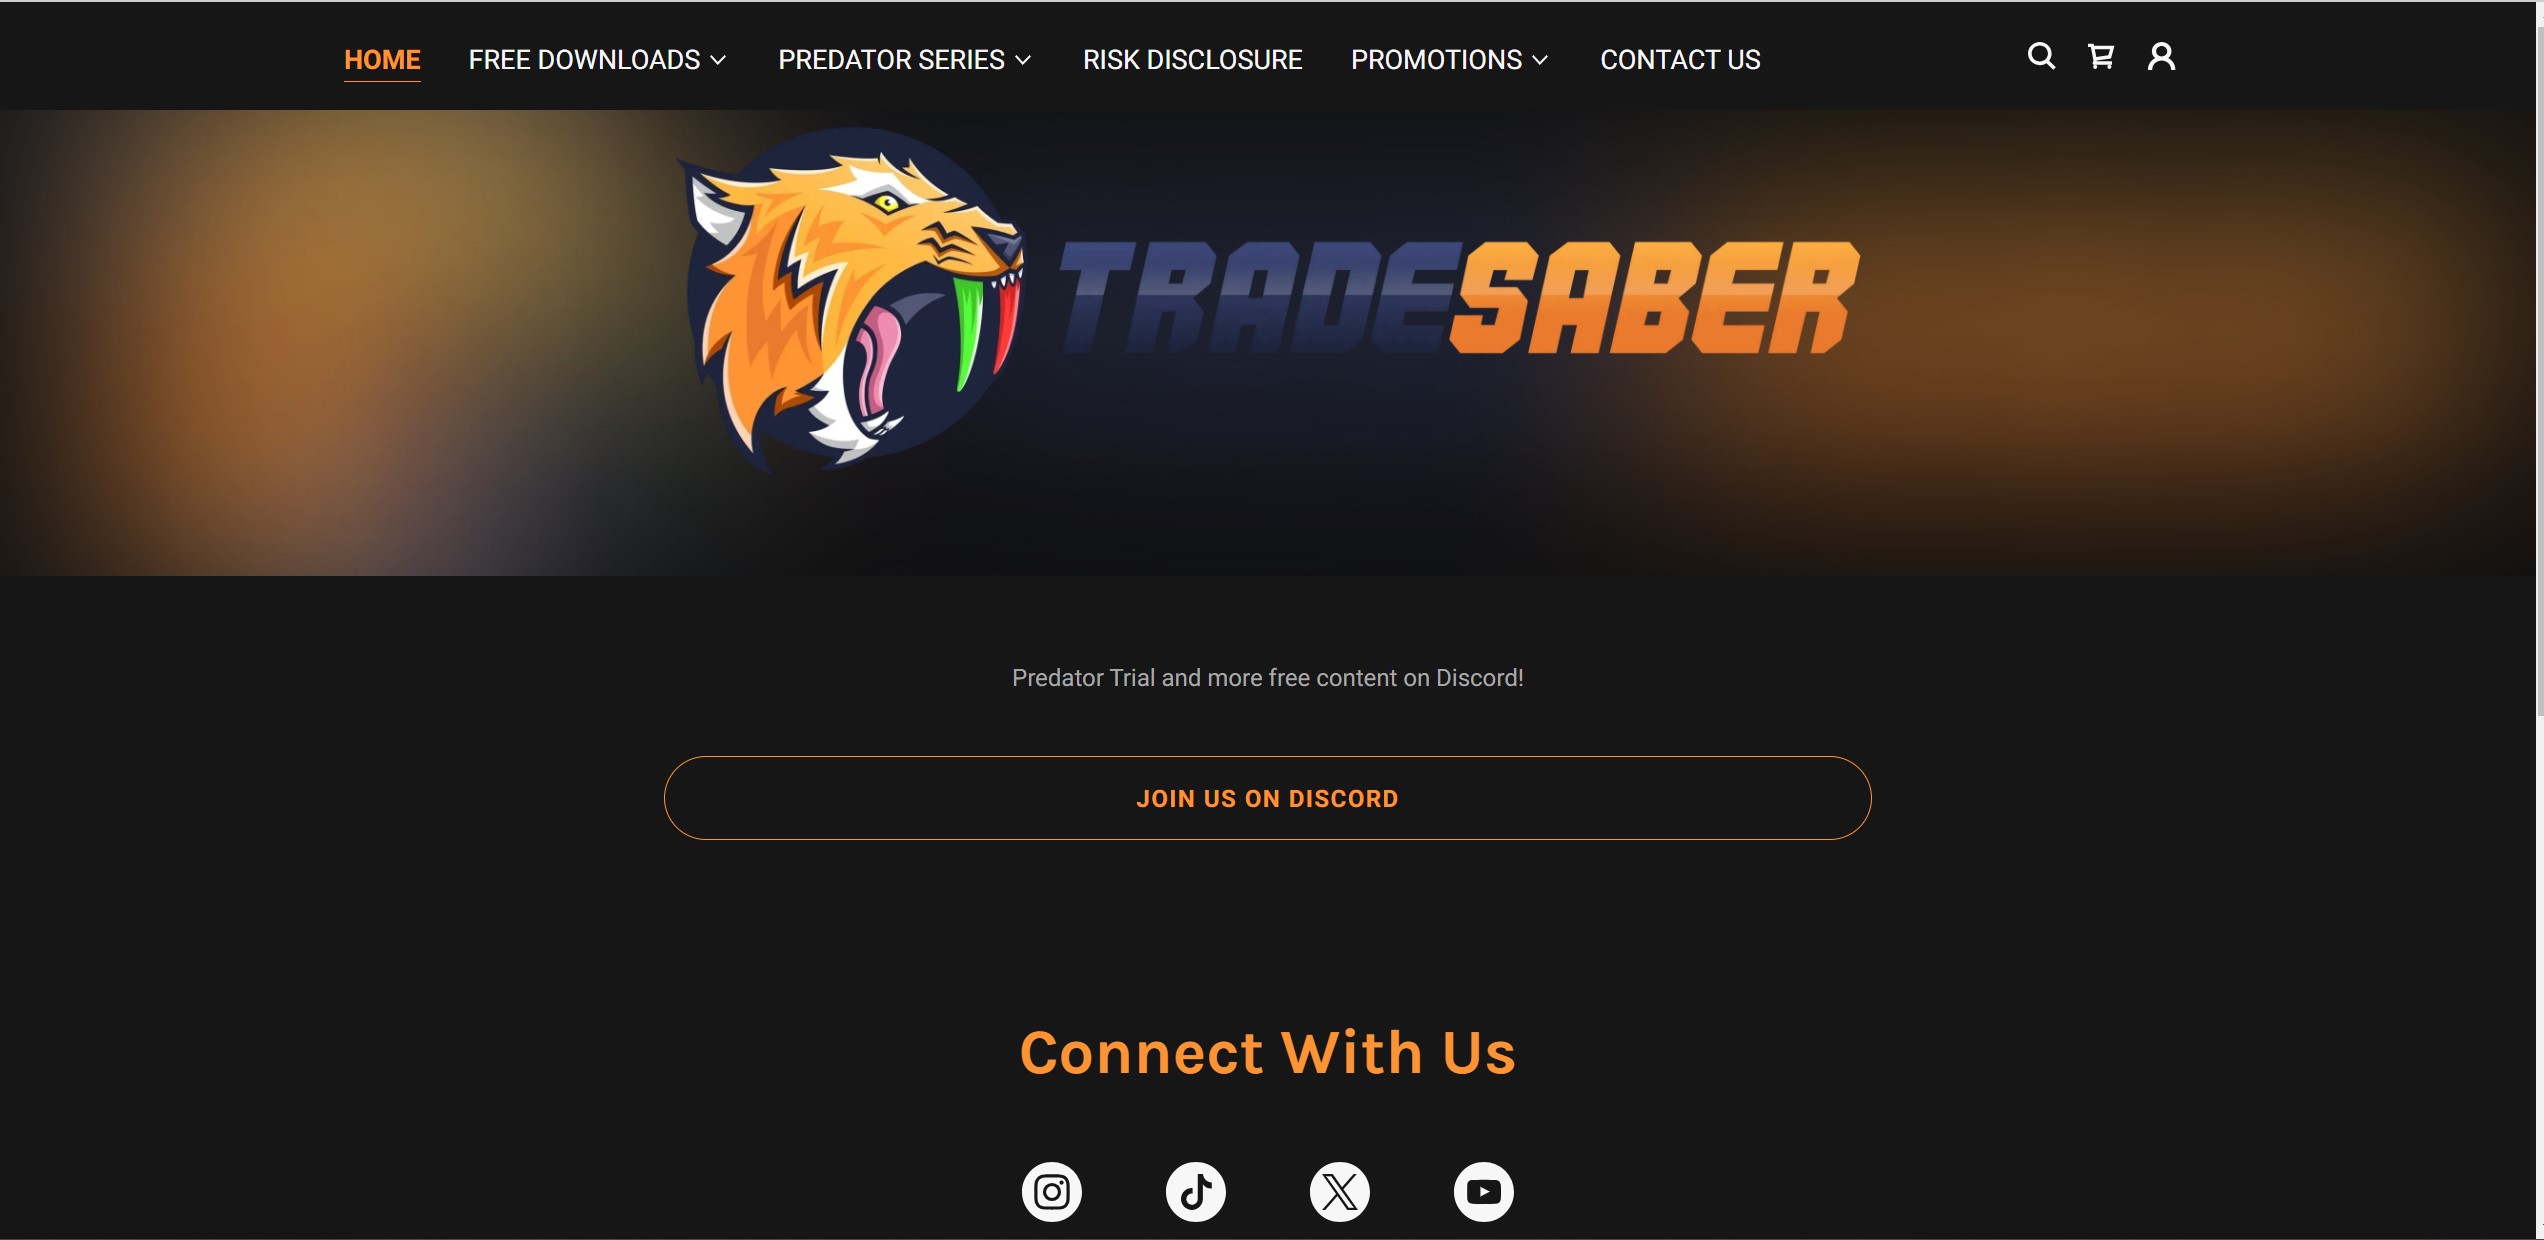 HOME FREE DOWNLOADS PREDATOR SERIES RISK DISCLOSURE PROMOTIONS CONTACT US
TRADESABER
Predator Trial and more free content on Discord!
JOIN US ON DISCORD
Connect With Us